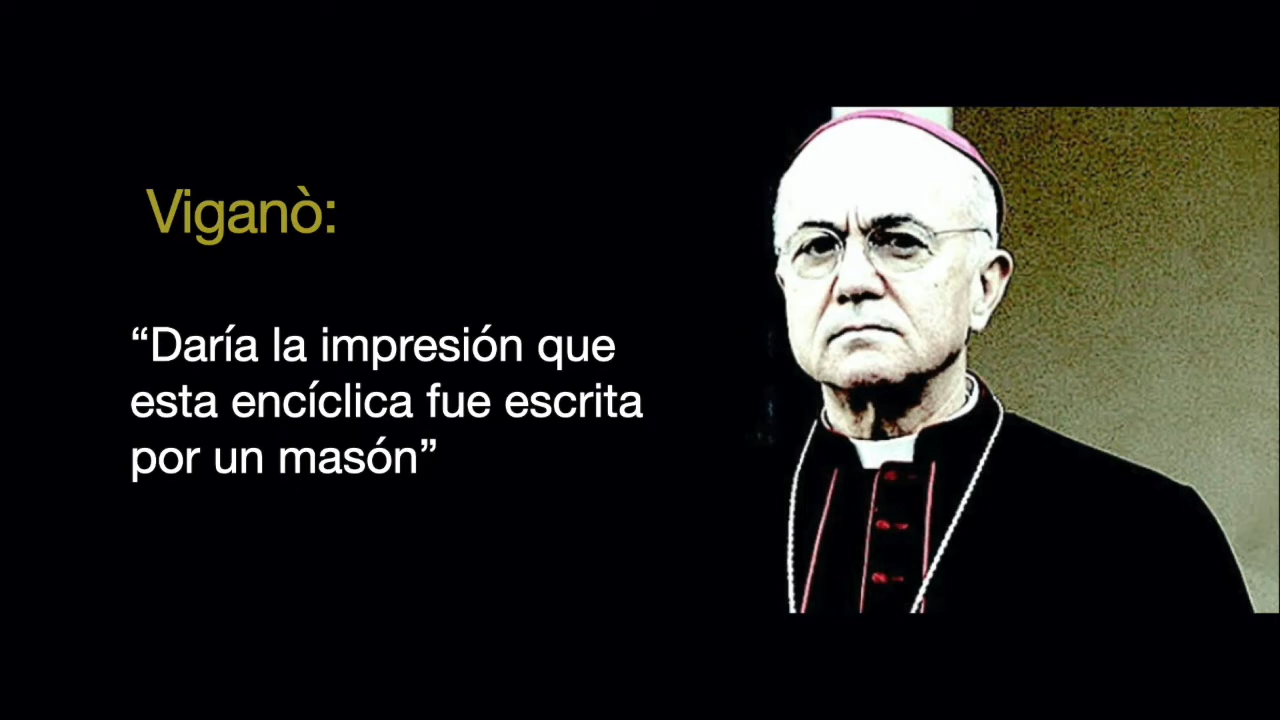 Viganò:
“Daría la impresión que
esta encíclica fue escrita
por un masón”